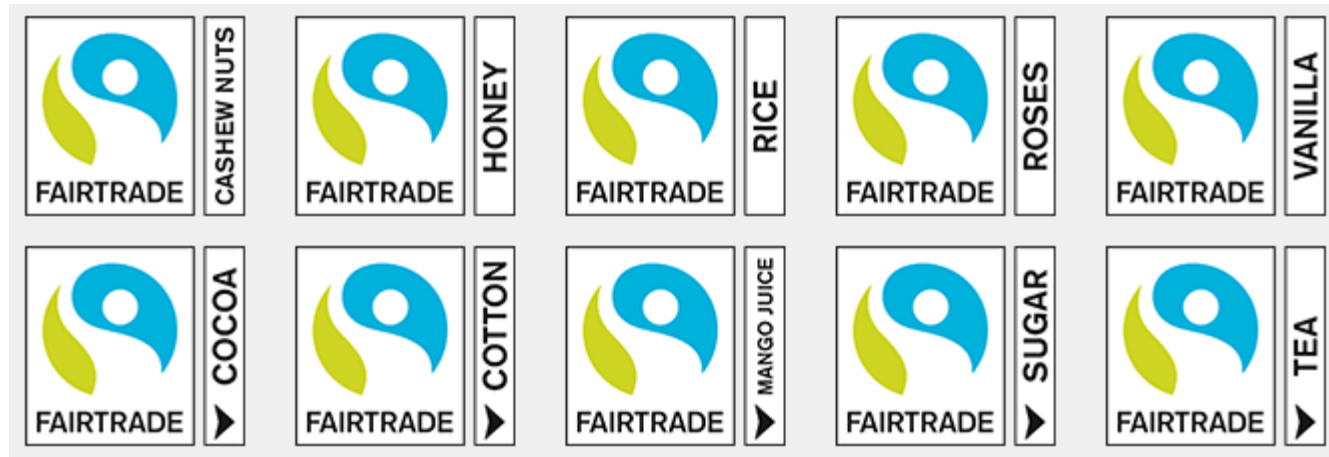 FAIRTRADE
CASHEW NUTS
FAIRTRADE
HONEY
FAIRTRADE
RICE
FAIRTRADE
ROSES
FAIRTRADE
VANILLA
FAIRTRADE
COCOA
FAIRTRADE
COTTON
FAIRTRADE
MANGO JUICE
FAIRTRADE
SUGAR
FAIRTRADE
TEA